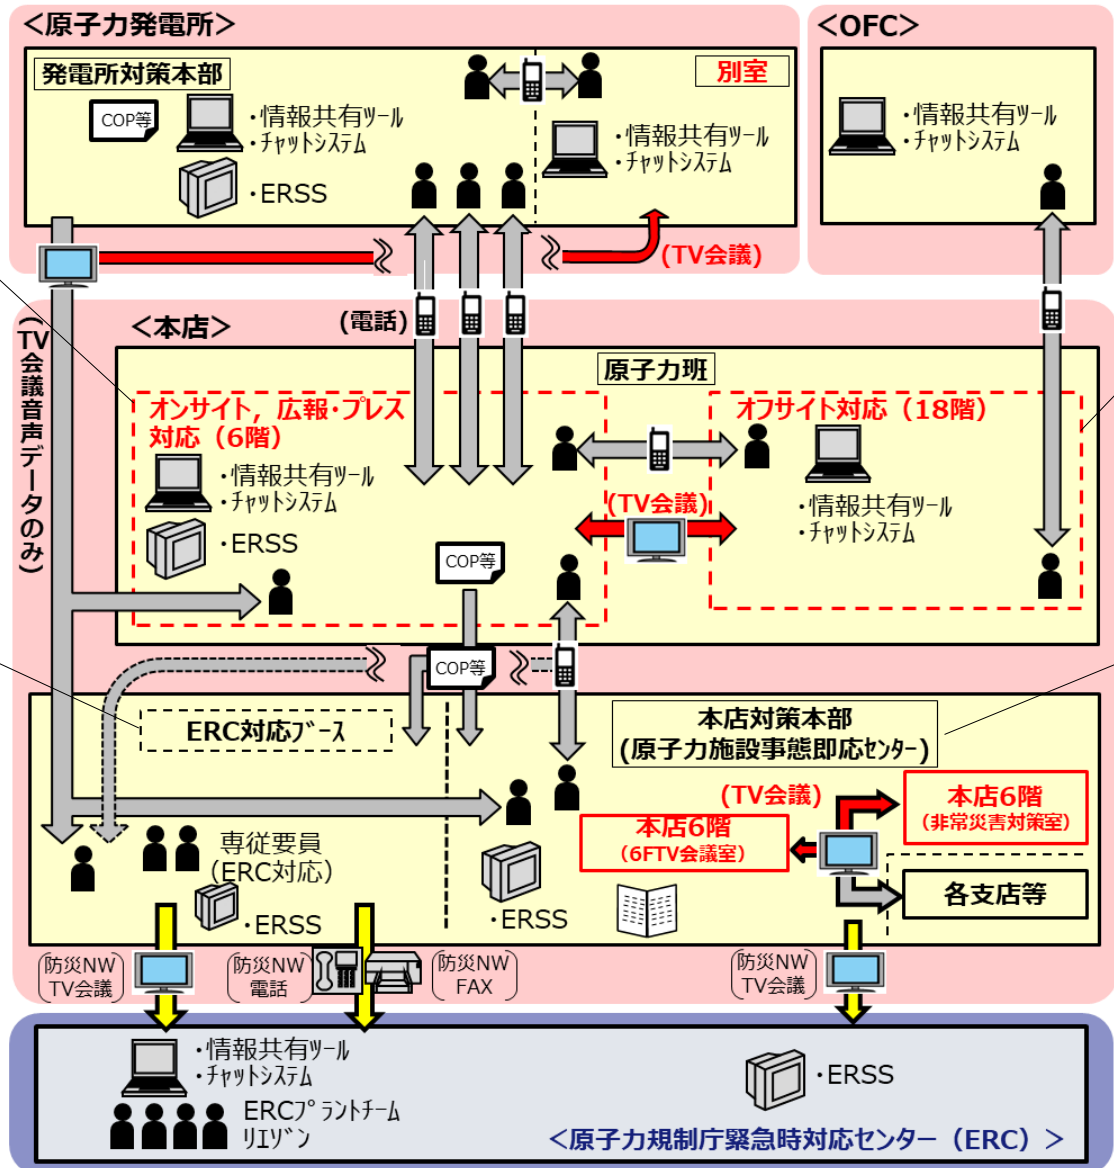 ＜原子力発電所＞
発電所対策本部
COP等
・情報共有ﾂｰﾙ
・ﾁｬｯﾄｼｽﾃﾑ
・ERSS
別室
・情報共有ﾂｰﾙ
・ﾁｬｯﾄｼｽﾃﾑ
(TV会議)
＜OFC＞
・情報共有ﾂｰﾙ
・ﾁｬｯﾄｼｽﾃﾑ
(TV会議音声データのみ)
＜本店＞
(電話)
原子力班
オンサイト，広報・プレス
対応（6階）
・情報共有ﾂｰﾙ
・ﾁｬｯﾄｼｽﾃﾑ
・ERSS
COP等
(TV会議)
オフサイト対応（18階）
・情報共有ﾂｰﾙ
・ﾁｬｯﾄｼｽﾃﾑ
COP等
ERC対応ﾌﾞｰｽ
専従要員
(ERC対応)
・ERSS
本店対策本部
(原子力施設事態即応ｾﾝﾀｰ)
・ERSS
(TV会議)
本店6階
（6FTV会議室）
本店6階
（非常災害対策室）
各支店等
防災NW
TV会議
防災NW
電話
防災NW
FAX
防災NW
TV会議
・情報共有ﾂｰﾙ
・ﾁｬｯﾄｼｽﾃﾑ
ERCﾌﾟﾗﾝﾄﾁｰﾑ
ﾘｴｿﾞﾝ
・ERSS
＜原子力規制庁緊急時対応センター（ERC）＞